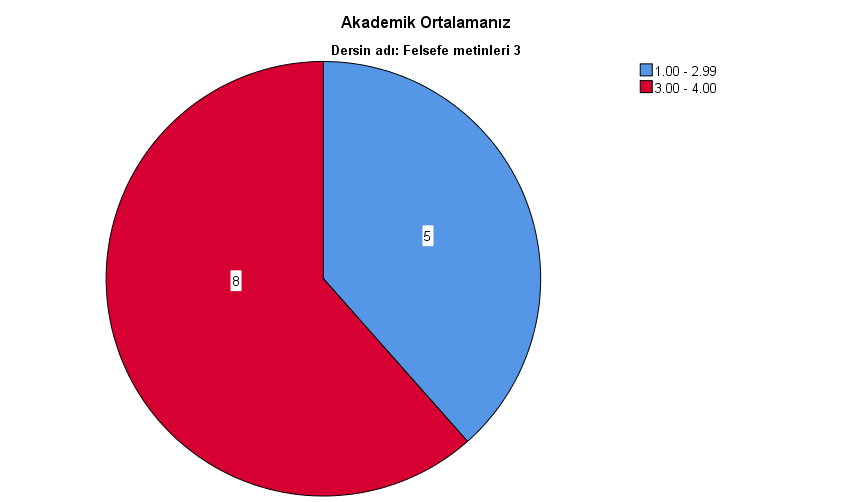 Akademik Ortalamanız
Dersin adı: Felsefe metinleri 3
1.00 - 2.99
3.00 - 4.00
5
8